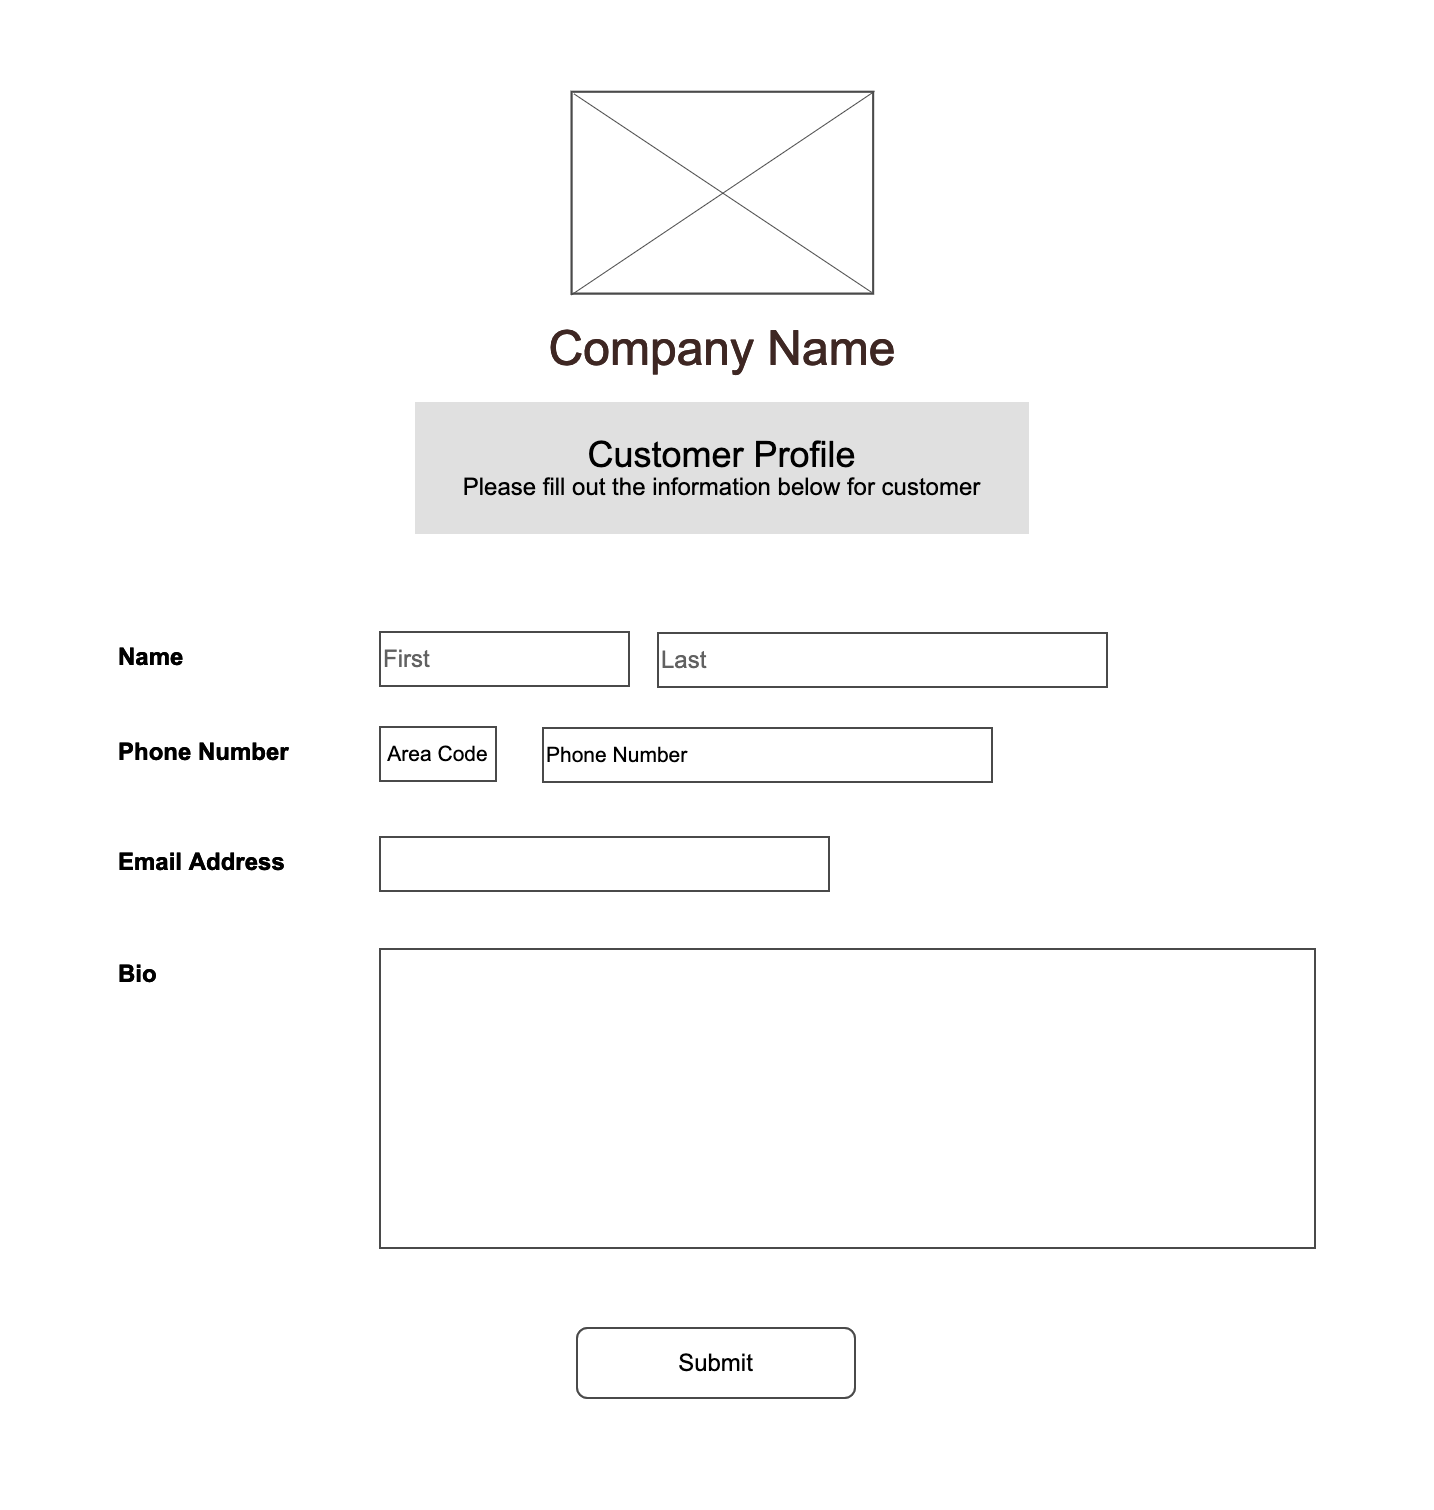 Company Name
Customer Profile
Please fill out the information below for customer
Name
First
Last
Phone Number
Area Code
Phone Number
Email Address
Bio
Submit